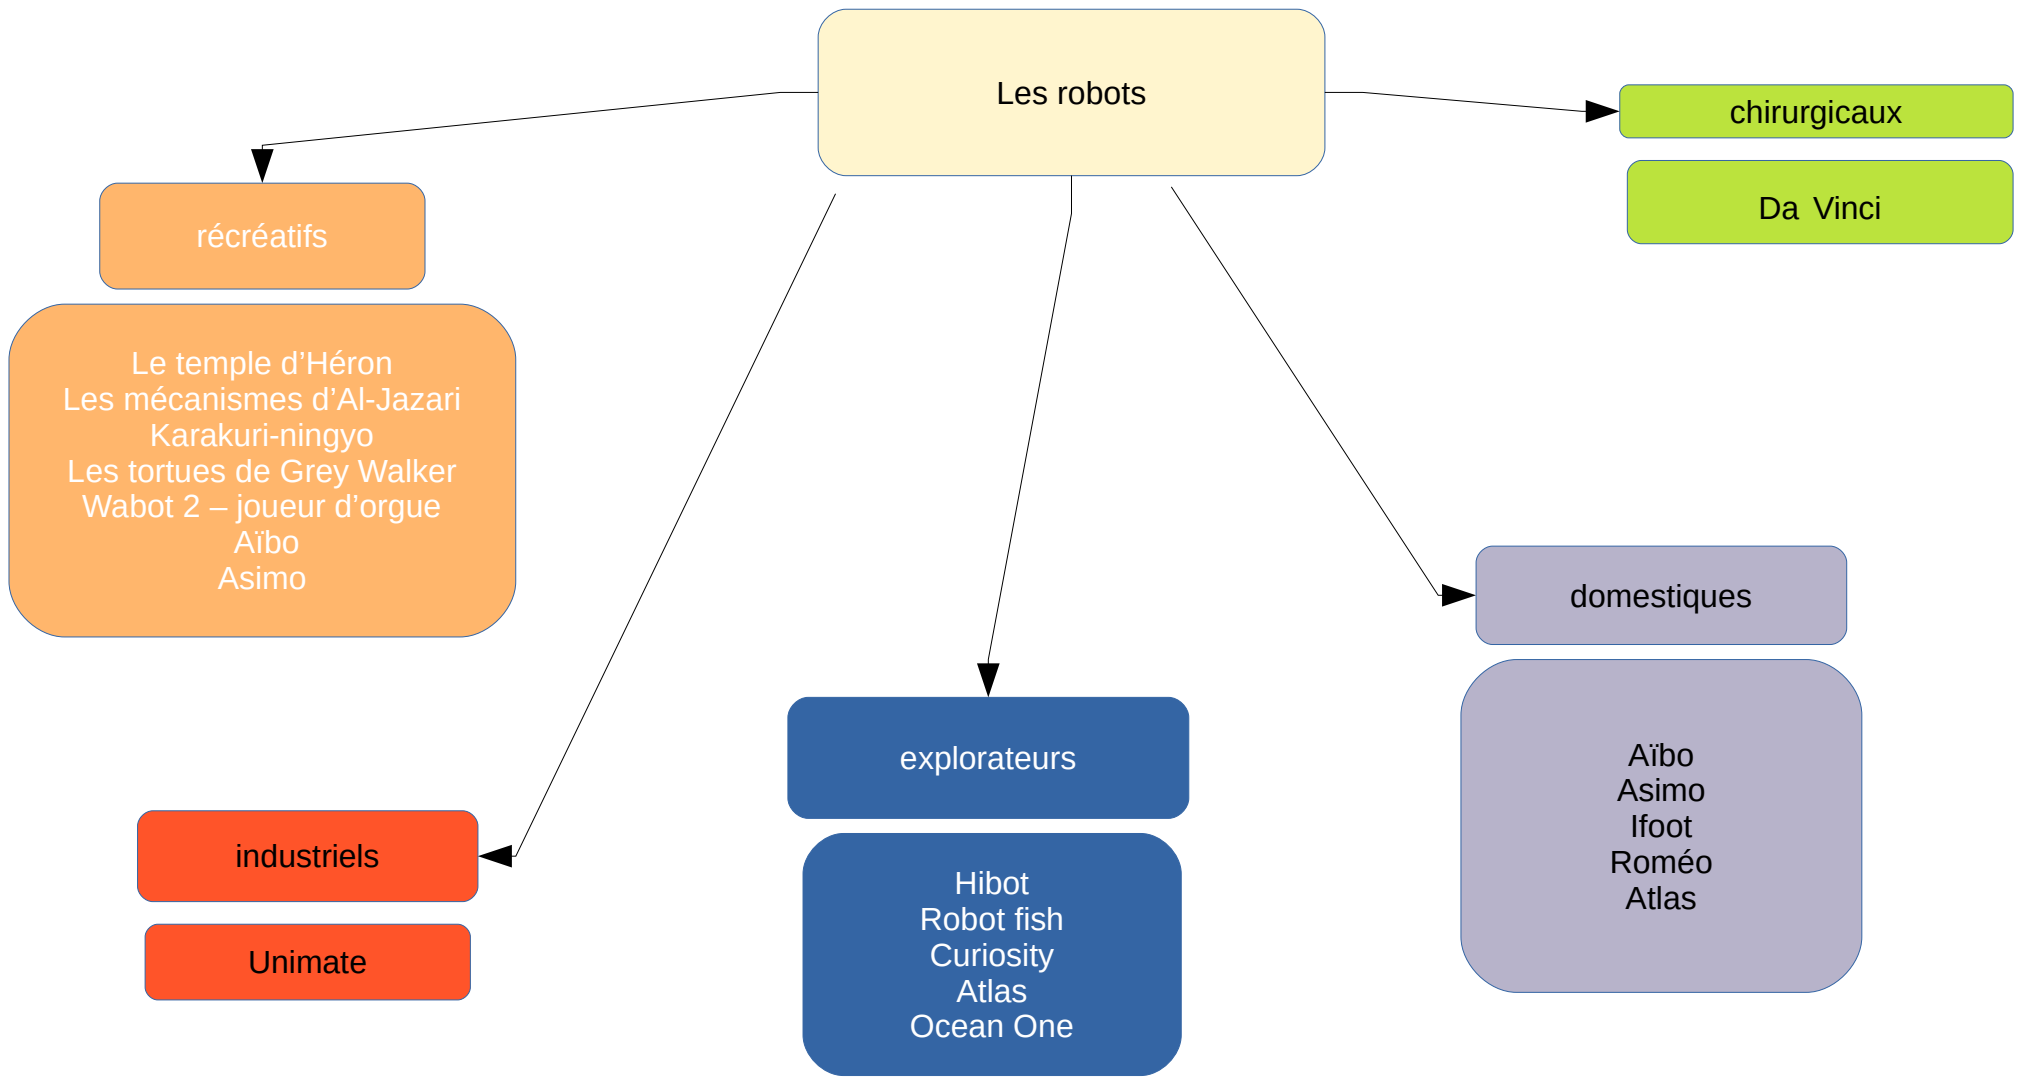 Les robots
chirurgicaux
Da Vinci
récréatifs
Le temple d’Héron
Les mécanismes d’Al-Jazari
Karakuri-ningyo
Les tortues de Grey Walker
Wabot 2 – joueur d’orgue
Aïbo
Asimo
domestiques
Aïbo
Asimo
Ifoot
Roméo
Atlas
explorateurs
Hibot
Robot fish
Curiosity
Atlas
Ocean One
industriels
Unimate